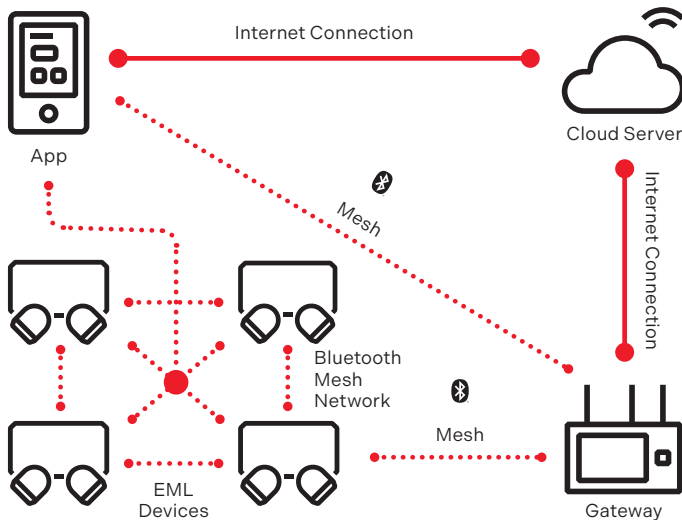 Internet Connection
Cloud Server
App
Mesh
Internet Connection
Bluetooth
Mesh
Network
Mesh
EML
Devices
Gateway